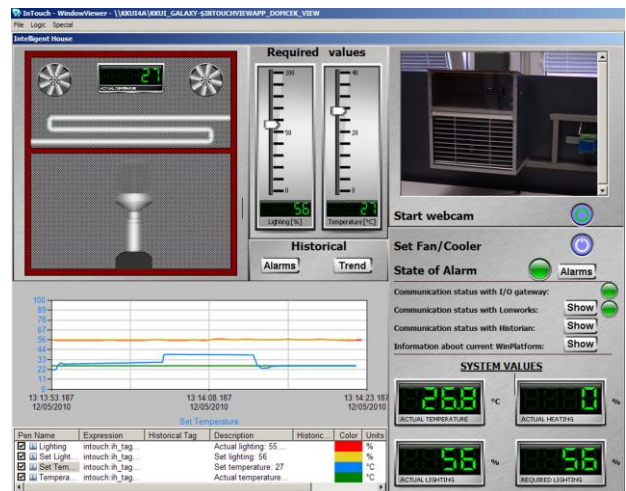 InTouch - WindowViewer - \\KKUI4A\KKUI_GALAXY-$INTOUCHVIEWAPP_DOMCEK_VIEW
File Logic Special
Intelligent House
27
ACTUAL TEMPERATURE
Required values
100
50
0
56
Lighting [%]
40
20
0
27
Temperature [°C]
Historical
Alarms
Trend
Start webcam
Set Fan/Cooler
State of Alarm
Alarms
Communication status with I/O gateway:
Communication status with Lonworks:
Show
Communication status with Historian:
Show
Information about current WinPlatform:
Show
SYSTEM VALUES
26.8
°C
ACTUAL TEMPERATURE
0
%
ACTUAL HEATING
56
%
ACTUAL LIGHTING
56
%
REQUIRED LIGHTING
100
89
78
67
56
44
33
22
11
0
13:13:53.187
12/05/2010
13:14:08.187
12/05/2010
13:14:23.187
12/05/2010
Set Temperature
Pen Name Expression Historical Tag Description Historic... Color Units
Lighting intouch:ih_tag... Actual lighting: 55.... %
Set Light... intouch:ih_tag... Set lighting: 56 %
Set Tem... intouch:ih_tag... Set temperature: 27 °C
Tempera... intouch:ih_tag... Actual temperature... °C